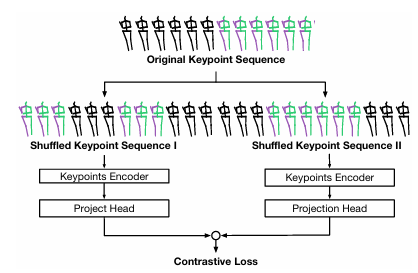 Original Keypoint Sequence
Shuffled Keypoint Sequence I
Shuffled Keypoint Sequence II
Keypoints Encoder
Keypoints Encoder
Project Head
Projection Head
Contrastive Loss